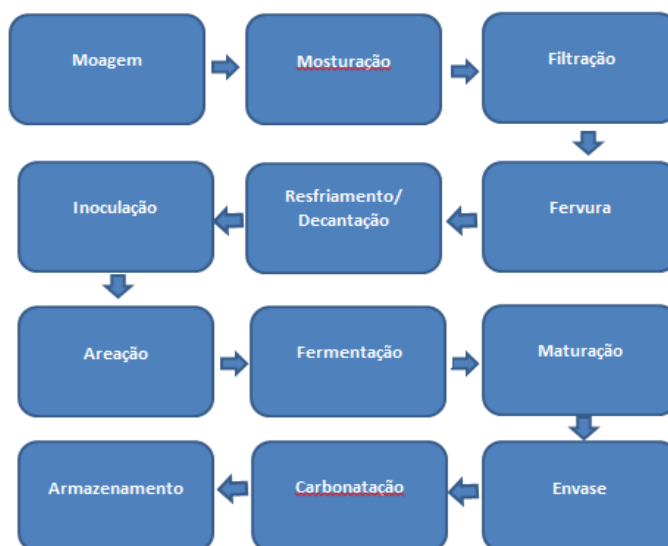 Moagem
Mosturação
Filtração
Fervura
Resfriamento/
Decantação
Inoculação
Areação
Fermentação
Maturação
Envase
Carbonatação
Armazenamento